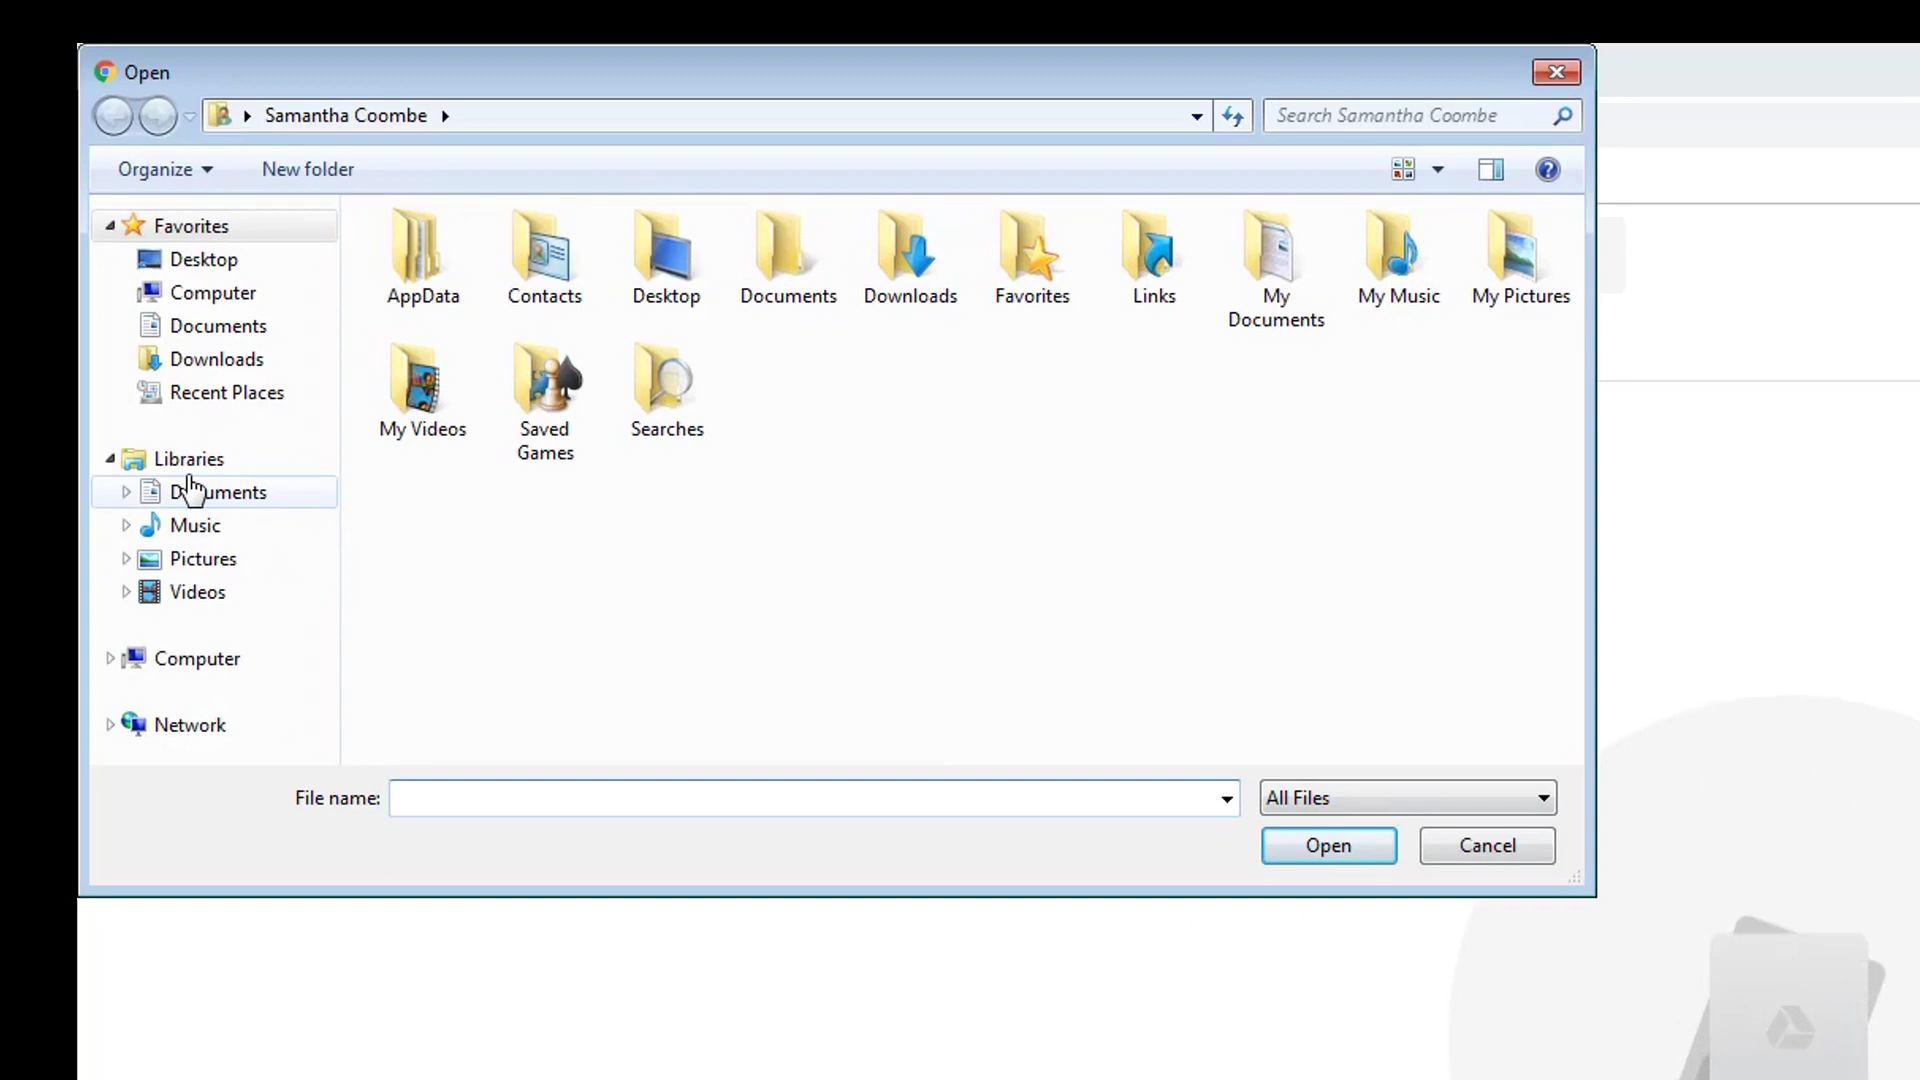 Open
Samantha Coombe
Search Samantha Coombe
Organize
New folder
Favorites
Desktop
Computer
Documents
Downloads
Recent Places
Libraries
Documents
Music
Pictures
Videos
Computer
Network
AppData
Contacts
Desktop
Documents
Downloads
Favorites
Links
My
Documents
My Music
My Pictures
My Videos
Saved
Games
Searches
File name:
All Files
Open
Cancel